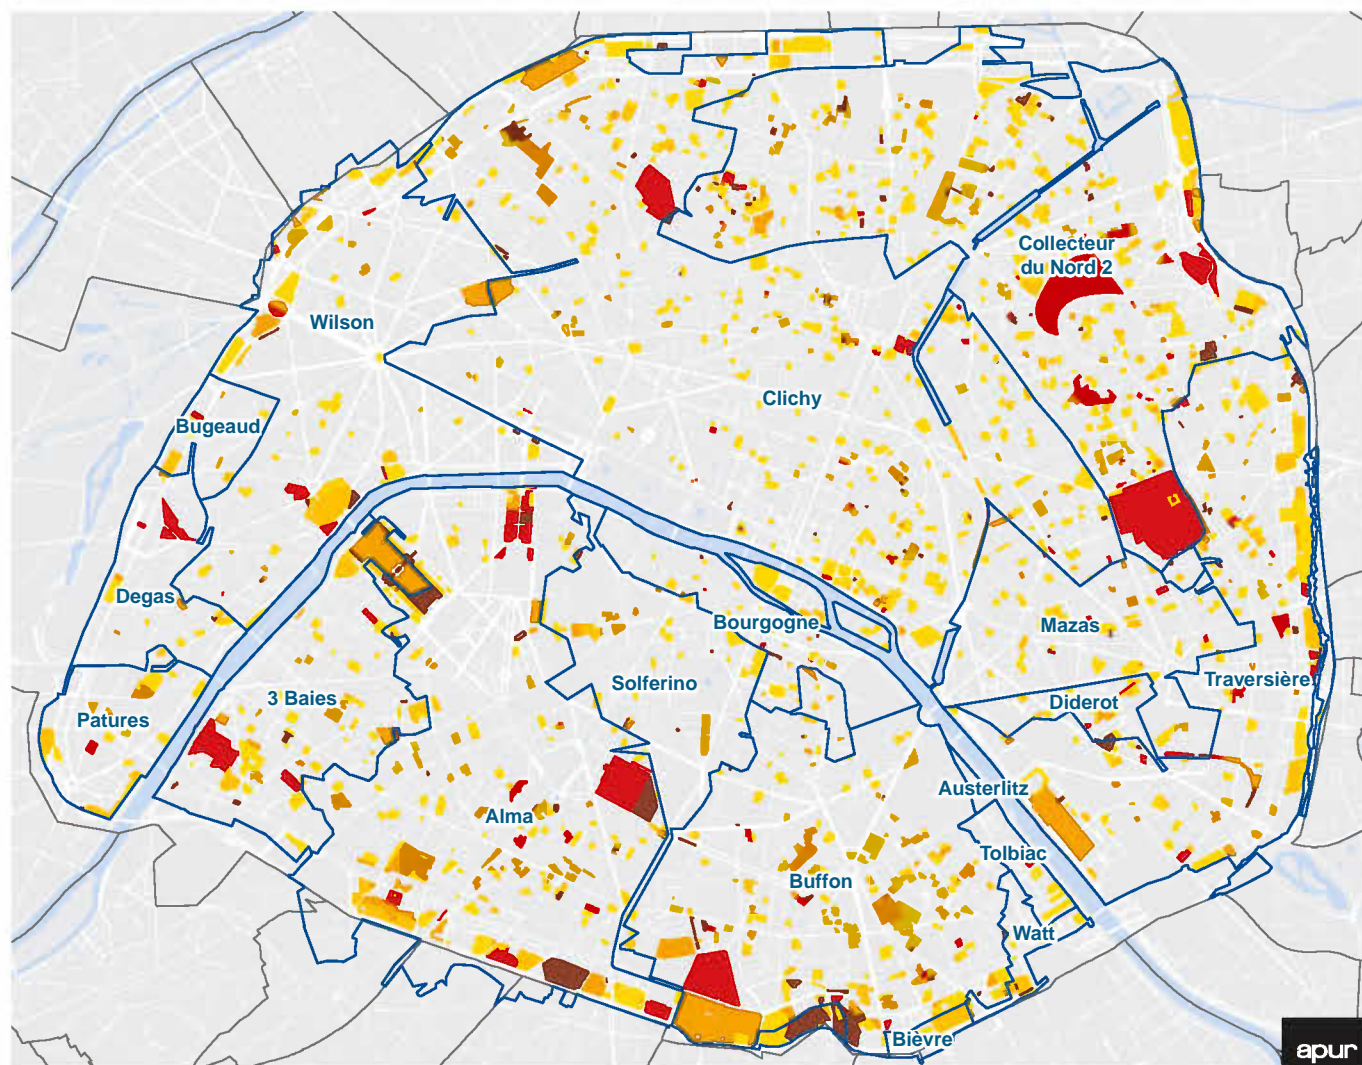 Collecteur
du Nord 2
Wilson
Clichy
Bugeaud
Degas
Bourgogne
Mazas
Solferino
Traversière
3 Baies
Diderot
Patures
Austerlitz
Alma
Tolbiac
Buffon
Watt
Bièvre
apur